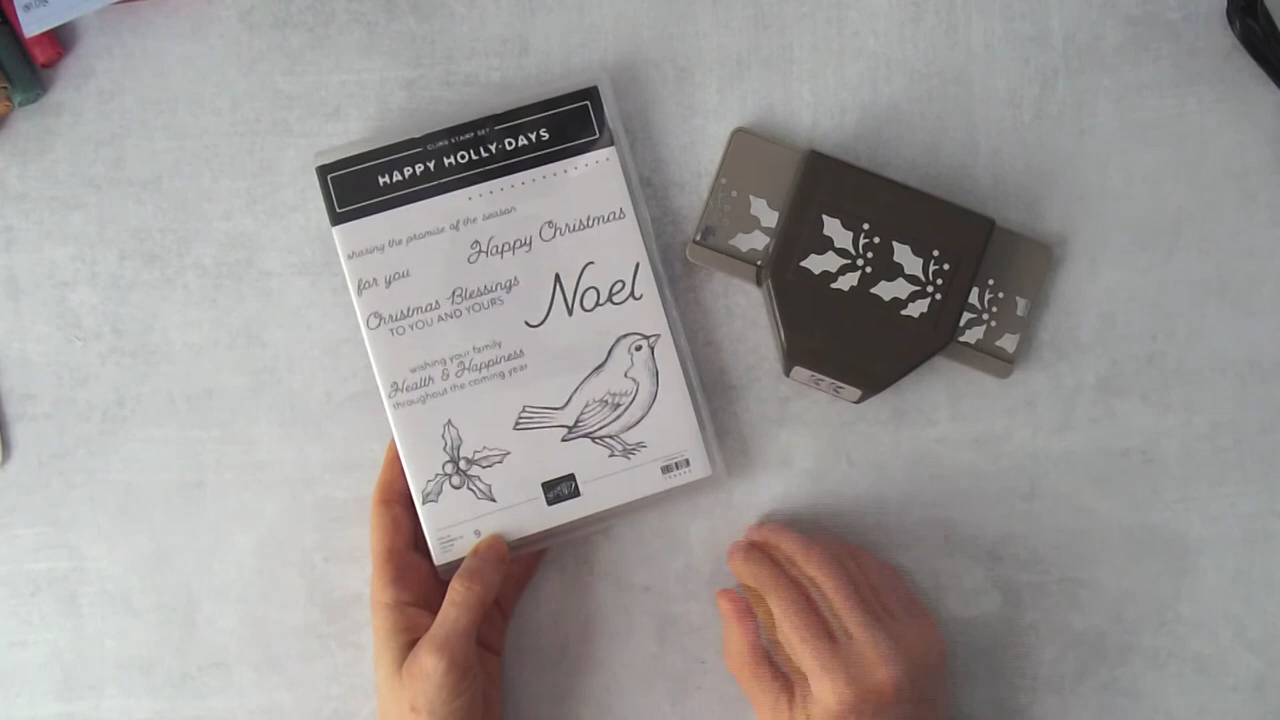 CLING STAMP SET
HAPPY HOLLY-DAYS
sharing the promise of the season
Happy Christmas
for you
Christmas Blessings
TO YOU AND YOURS
Noel
wishing your family
Health & Happiness
throughout the coming year
9